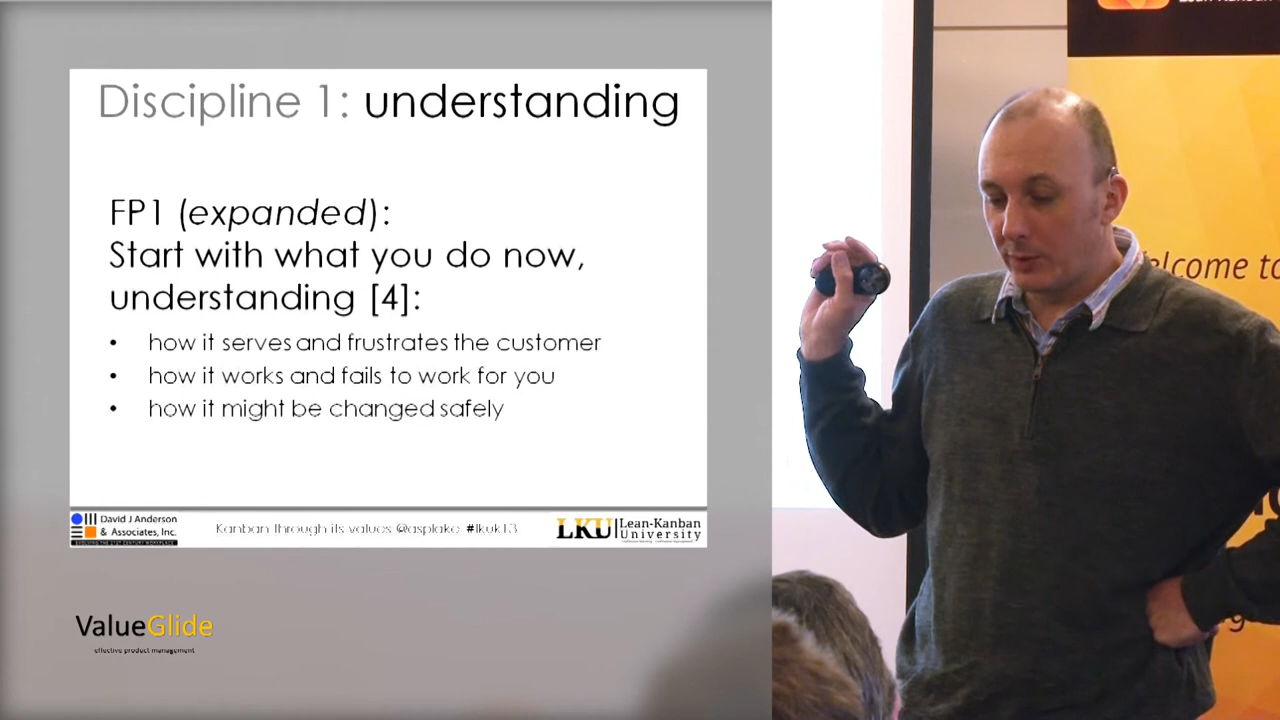 Discipline 1: understanding
FP1 (expanded):
Start with what you do now,
understanding [4]:
• how it serves and frustrates the customer
• how it works and fails to work for you
• how it might be changed safely
David J Anderson
& Associates, Inc.
Kanban through its values @asplake #lkuk13
LKU Lean-Kanban
University
ValueGlide
effective product management
elcome to